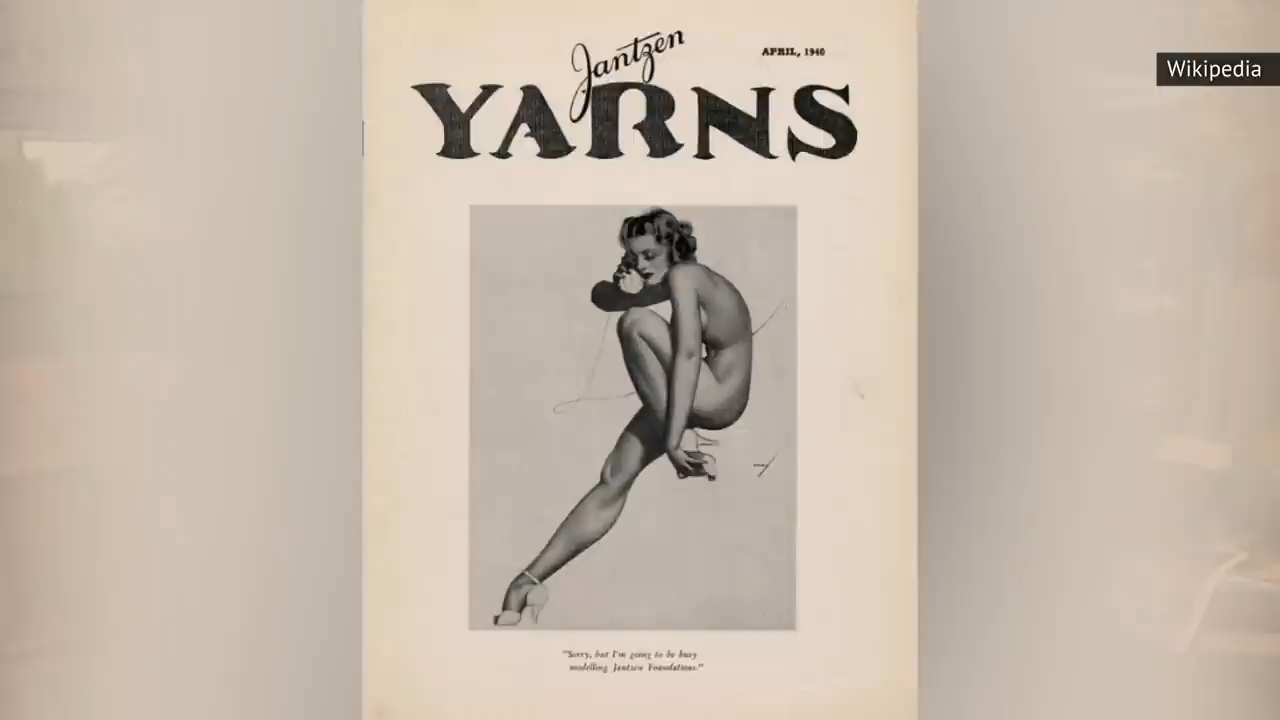 Jantzen
APRIL, 1940
YARNS
Wikipedia
"Sorry, but I'm going to be busy
modelling Jantzen Foundations."